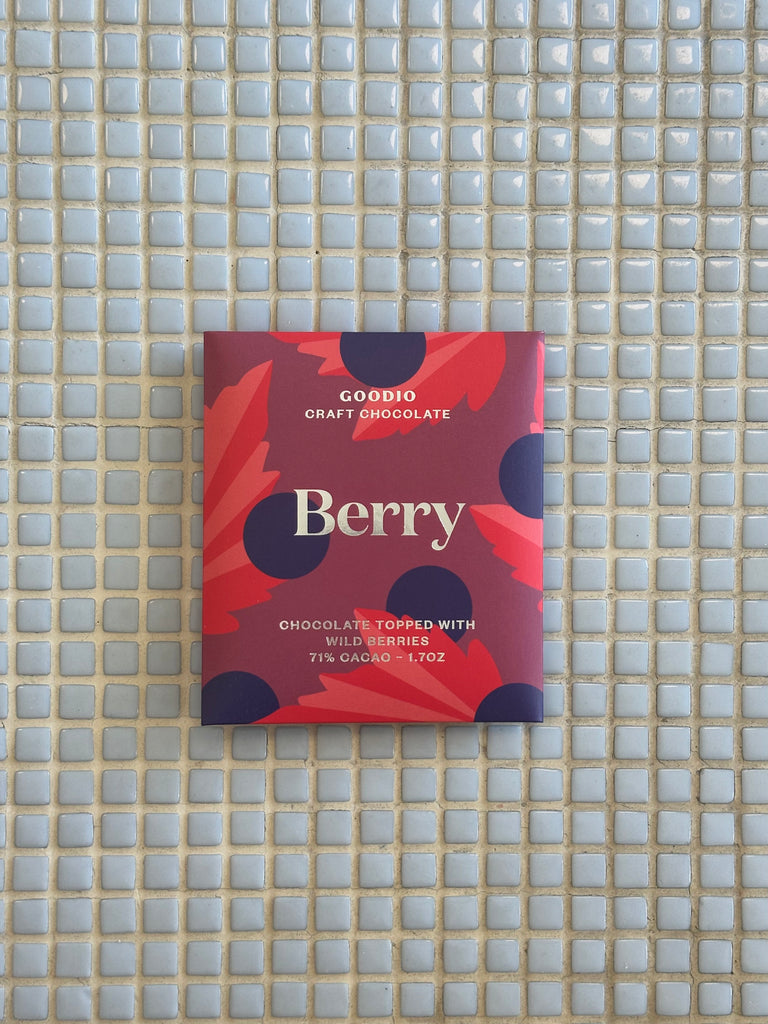 GOODIO
CRAFT CHOCOLATE
Berry
CHOCOLATE TOPPED WITH
WILD BERRIES
71% CACAO – 1.7OZ